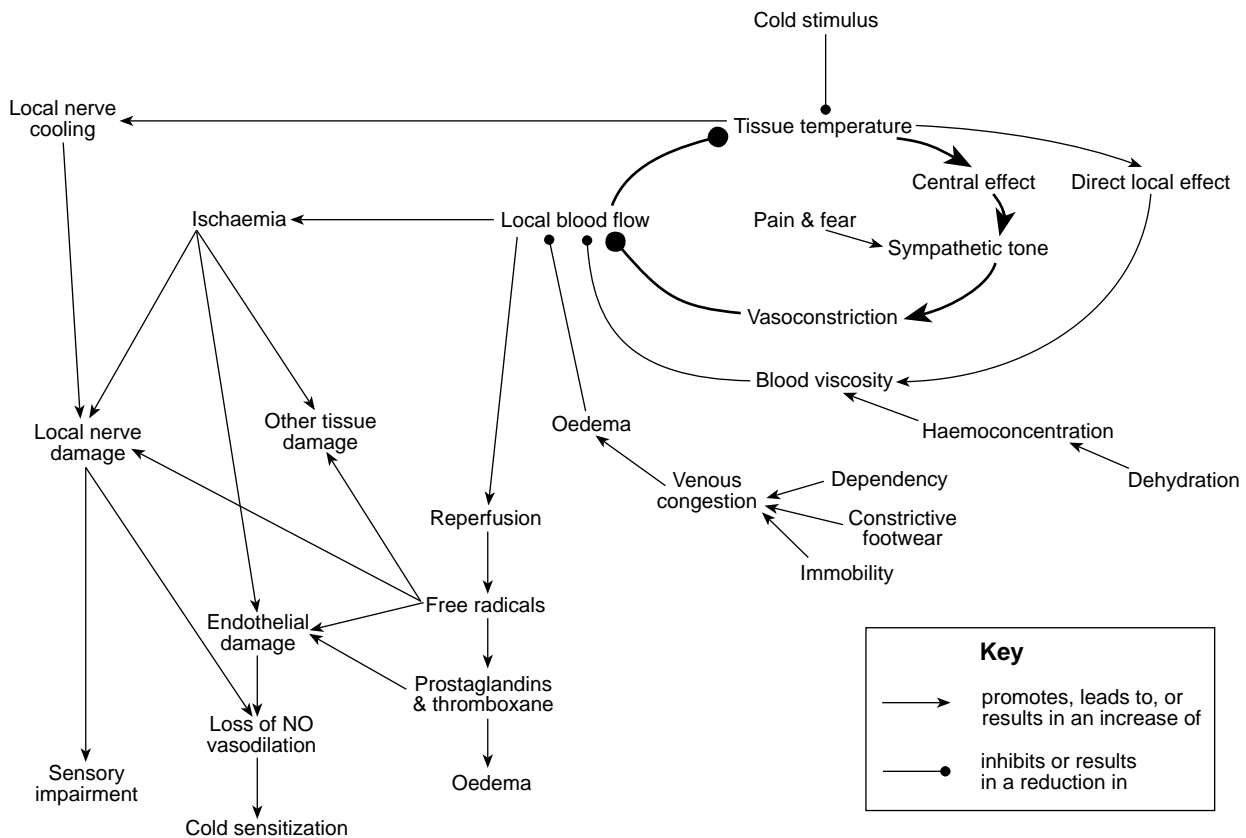 Cold stimulus
Local nerve
cooling
Tissue temperature
Central effect
Direct local effect
Ischaemia
Local blood flow
Pain & fear
Sympathetic tone
Vasoconstriction
Blood viscosity
Other tissue
damage
Oedema
Local nerve
damage
Haemoconcentration
Venous
congestion
Dependency
Dehydration
Reperfusion
Constrictive
footwear
Immobility
Free radicals
Endothelial
damage
Prostaglandins
& thromboxane
Loss of NO
vasodilation
Sensory
impairment
Oedema
Cold sensitization
Key
promotes, leads to, or
results in an increase of
inhibits or results
in a reduction in